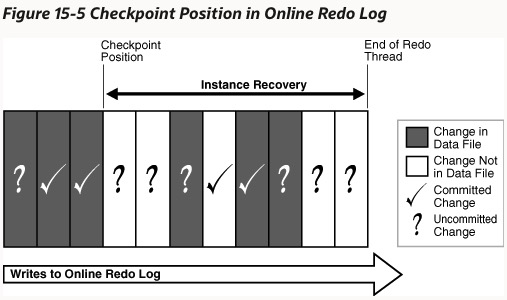 Figure 15-5 Checkpoint Position in Online Redo Log
Checkpoint
Position
End of Redo
Thread
Instance Recovery
? ✓ ✓ ? ? ? ✓ ✓ ? ? ?
Change in
Data File
Change Not
in Data File
✓ Committed
Change
? Uncommitted
Change
Writes to Online Redo Log